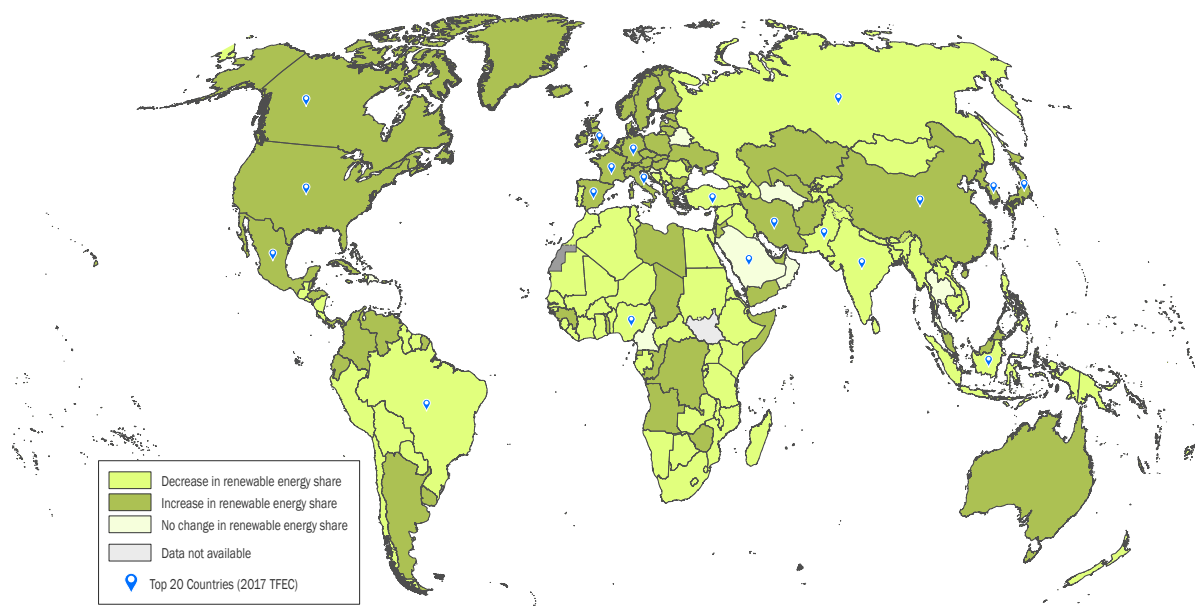 Decrease in renewable energy share
Increase in renewable energy share
No change in renewable energy share
Data not available
Top 20 Countries (2017 TFEC)